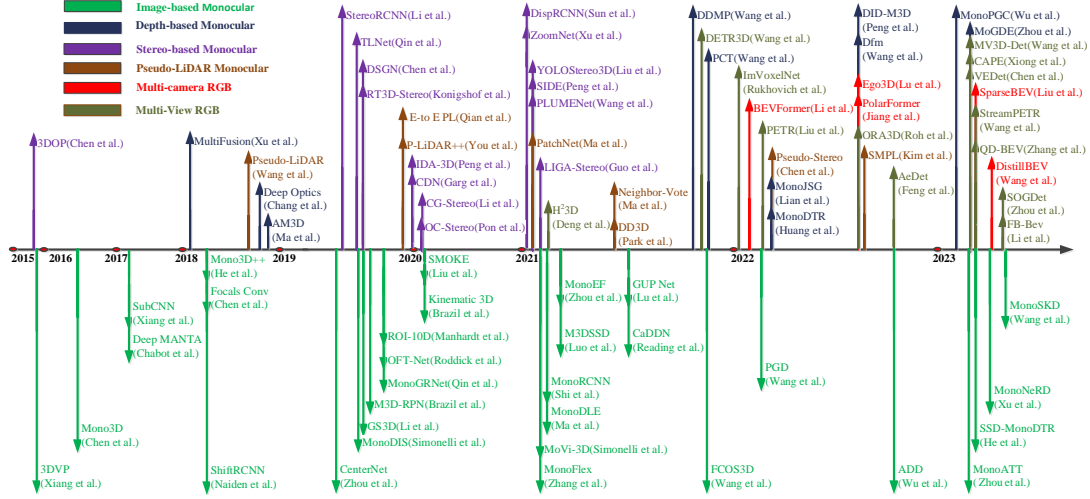 Image-based Monocular
Depth-based Monocular
Stereo-based Monocular
Pseudo-LiDAR Monocular
Multi-camera RGB
Multi-View RGB
3DOP(Chen et al.)
MultiFusion(Xu et al.)
Pseudo-LiDAR
(Wang et al.)
Deep Optics
(Chang et al.)
AM3D
(Ma et al.)
StereoRCNN(Li et al.)
TLNet(Qin et al.)
DSGN(Chen et al.)
RT3D-Stereo(Konigshof et al.)
E-to E PL(Qian et al.)
P-LiDAR++(You et al.)
IDA-3D(Peng et al.)
CDN(Garg et al.)
CG-Stereo(Li et al.)
OC-Stereo(Pon et al.)
DispRCNN(Sun et al.)
ZoomNet(Xu et al.)
YOLOStereo3D(Liu et al.)
SIDE(Peng et al.)
PLUMENet(Wang et al.)
PatchNet(Ma et al.)
LIGA-Stereo(Guo et al.)
H²3D
(Deng et al.)
Neighbor-Vote
(Ma et al.)
DD3D
(Park et al.)
DDMP(Wang et al.)
DETR3D(Wang et al.)
PCT(Wang et al.)
ImVoxelNet
(Rukhovich et al.)
BEVFormer(Li et al.)
PETR(Liu et al.)
Pseudo-Stereo
(Chen et al.)
MonoJSG
(Lian et al.)
MonoDTR
(Huang et al.)
DID-M3D
(Peng et al.)
Dfm
(Wang et al.)
Ego3D(Lu et al.)
PolarFormer
(Jiang et al.)
ORA3D(Roh et al.)
SMPL(Kim et al.)
AeDet
(Feng et al.)
MonoPGC(Wu et al.)
MoGDE(Zhou et al.)
MV3D-Det(Wang et al.)
CAPE(Xiong et al.)
VEDet(Chen et al.)
SparseBEV(Liu et al.)
StreamPETR
(Wang et al.)
QD-BEV(Zhang et al.)
DistillBEV
(Wang et al.)
SOGDet
(Zhou et al.)
FB-Bev
(Li et al.)
2015 2016 2017 2018 2019 2020 2021 2022 2023
3DVP
(Xiang et al.)
Mono3D
(Chen et al.)
SubCNN
(Xiang et al.)
Deep MANTA
(Chabot et al.)
Mono3D++
(He et al.)
Focals Conv
(Chen et al.)
ShiftRCNN
(Naiden et al.)
CenterNet
(Zhou et al.)
MonoDIS(Simonelli et al.)
GS3D(Li et al.)
M3D-RPN(Brazil et al.)
MonoGRNet(Qin et al.)
OFT-Net(Roddick et al.)
ROI-10D(Manhardt et al.)
SMOKE
(Liu et al.)
Kinematic 3D
(Brazil et al.)
MonoEF
(Zhou et al.)
M3DSSD
(Luo et al.)
MonoRCNN
(Shi et al.)
MonoDLE
(Ma et al.)
MoVi-3D(Simonelli et al.)
MonoFlex
(Zhang et al.)
GUP Net
(Lu et al.)
CaDDN
(Reading et al.)
FCOS3D
(Wang et al.)
PGD
(Wang et al.)
ADD
(Wu et al.)
MonoSKD
(Wang et al.)
MonoNeRD
(Xu et al.)
SSD-MonoDTR
(He et al.)
MonoATT
(Zhou et al.)